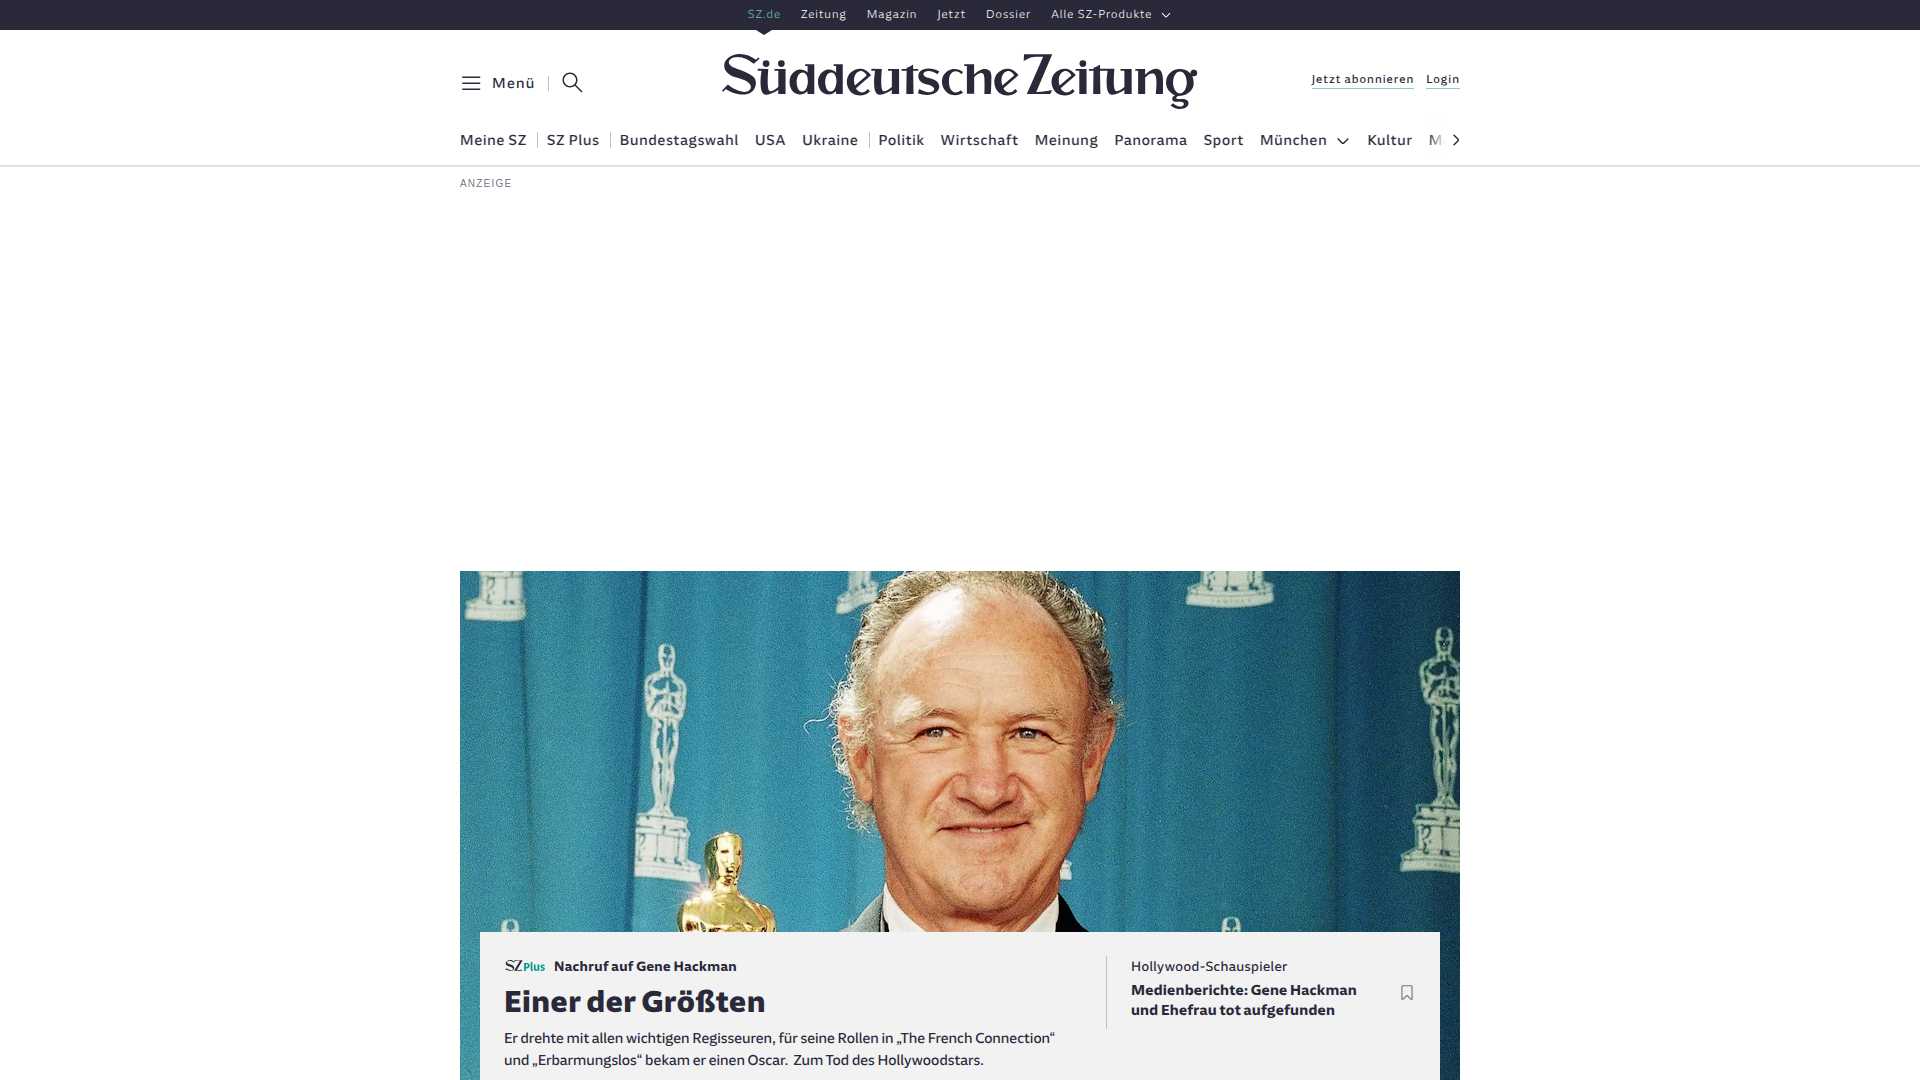 SZ.de Zeitung Magazin Jetzt Dossier Alle SZ-Produkte
Menü
Süddeutsche Zeitung
Jetzt abonnieren Login
Meine SZ SZ Plus Bundestagswahl USA Ukraine Politik Wirtschaft Meinung Panorama Sport München Kultur M
ANZEIGE
SZ Plus Nachruf auf Gene Hackman
Einer der Größten
Er drehte mit allen wichtigen Regisseuren, für seine Rollen in „The French Connection“
und „Erbarmungslos“ bekam er einen Oscar. Zum Tod des Hollywoodstars.
Hollywood-Schauspieler
Medienberichte: Gene Hackman
und Ehefrau tot aufgefunden